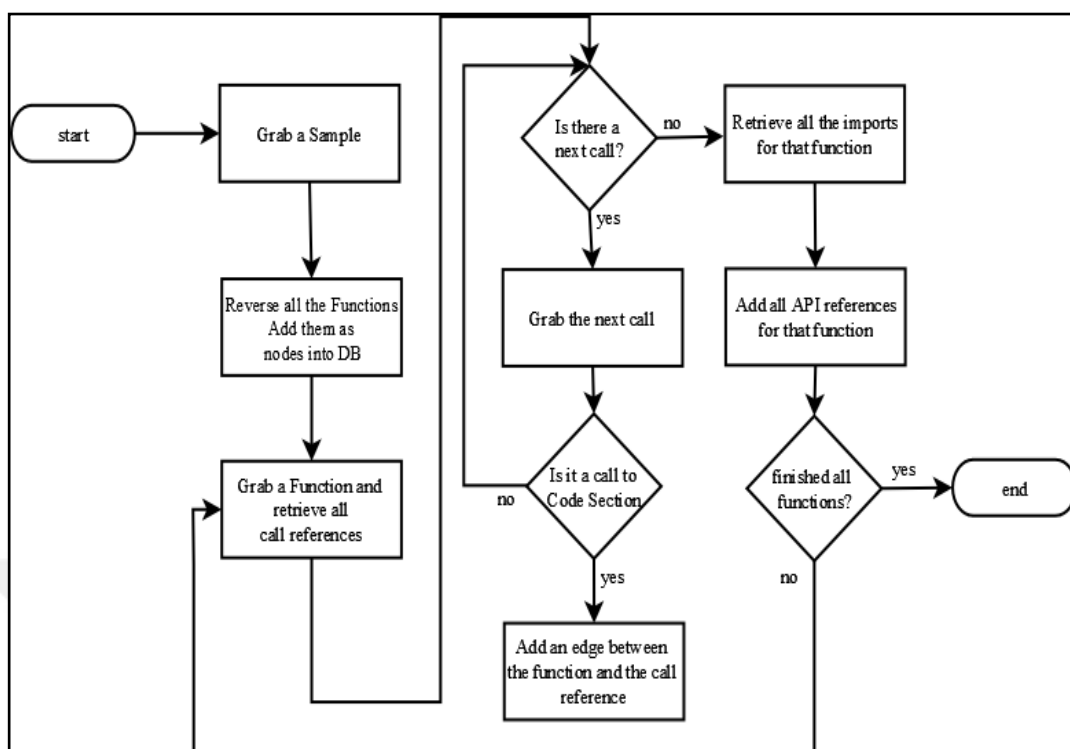 start
Grab a Sample
Reverse all the Functions
Add them as
nodes into DB
Grab a Function and
retrieve all
call references
Is there a
next call?
no
yes
Grab the next call
Is it a call to
Code Section
no
yes
Add an edge between
the function and the call
reference
Retrieve all the imports
for that function
Add all API references
for that function
finished all
functions?
yes
no
end